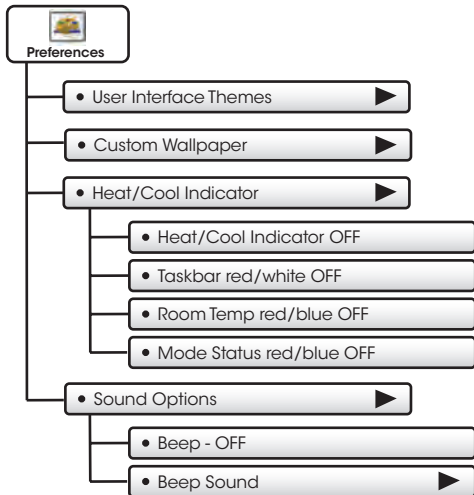 Preferences
• User Interface Themes
• Custom Wallpaper
• Heat/Cool Indicator
• Heat/Cool Indicator OFF
• Taskbar red/white OFF
• Room Temp red/blue OFF
• Mode Status red/blue OFF
• Sound Options
• Beep - OFF
• Beep Sound